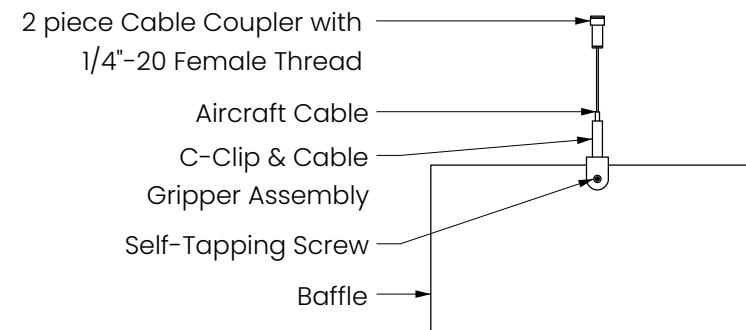 2 piece Cable Coupler with
1/4"-20 Female Thread
Aircraft Cable
C-Clip & Cable
Gripper Assembly
Self-Tapping Screw
Baffle